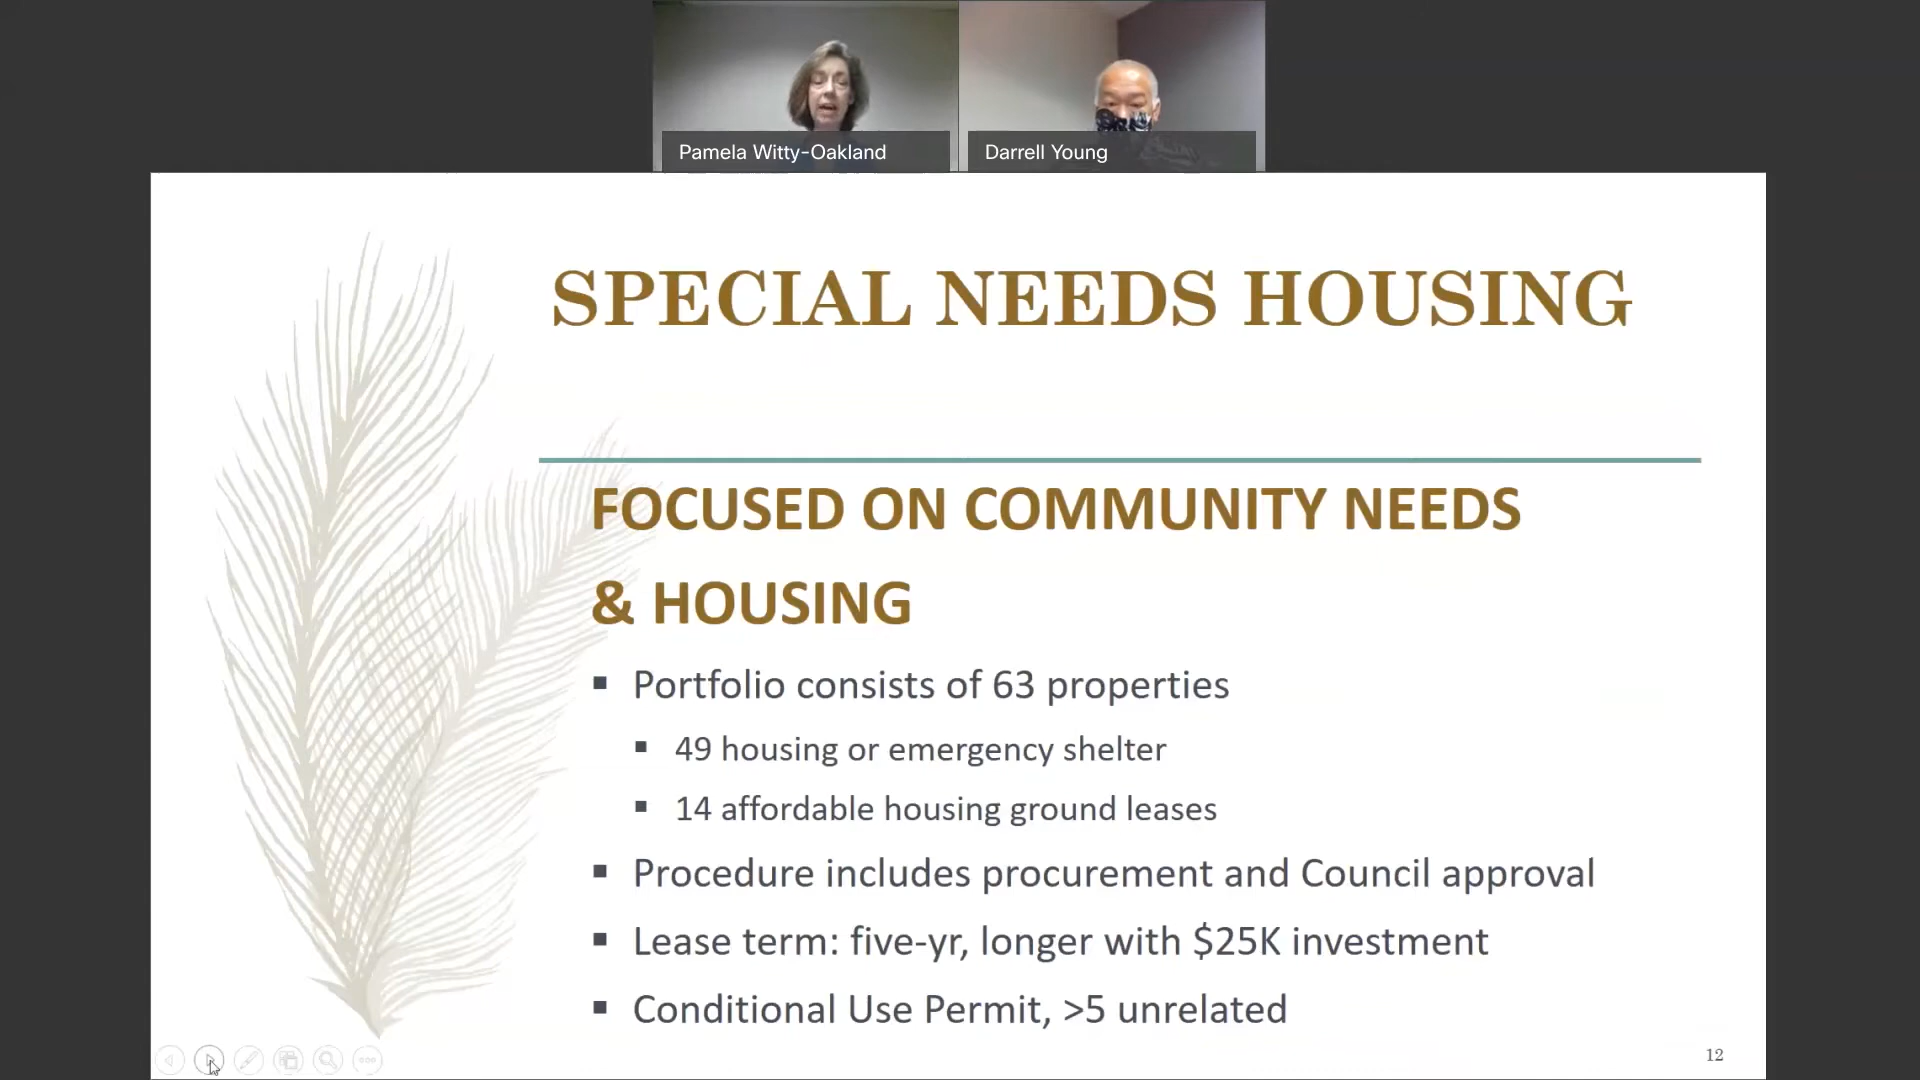 Pamela Witty-Oakland
Darrell Young
SPECIAL NEEDS HOUSING
FOCUSED ON COMMUNITY NEEDS
& HOUSING
▪ Portfolio consists of 63 properties
▪ 49 housing or emergency shelter
▪ 14 affordable housing ground leases
▪ Procedure includes procurement and Council approval
▪ Lease term: five-yr, longer with $25K investment
▪ Conditional Use Permit, >5 unrelated
12